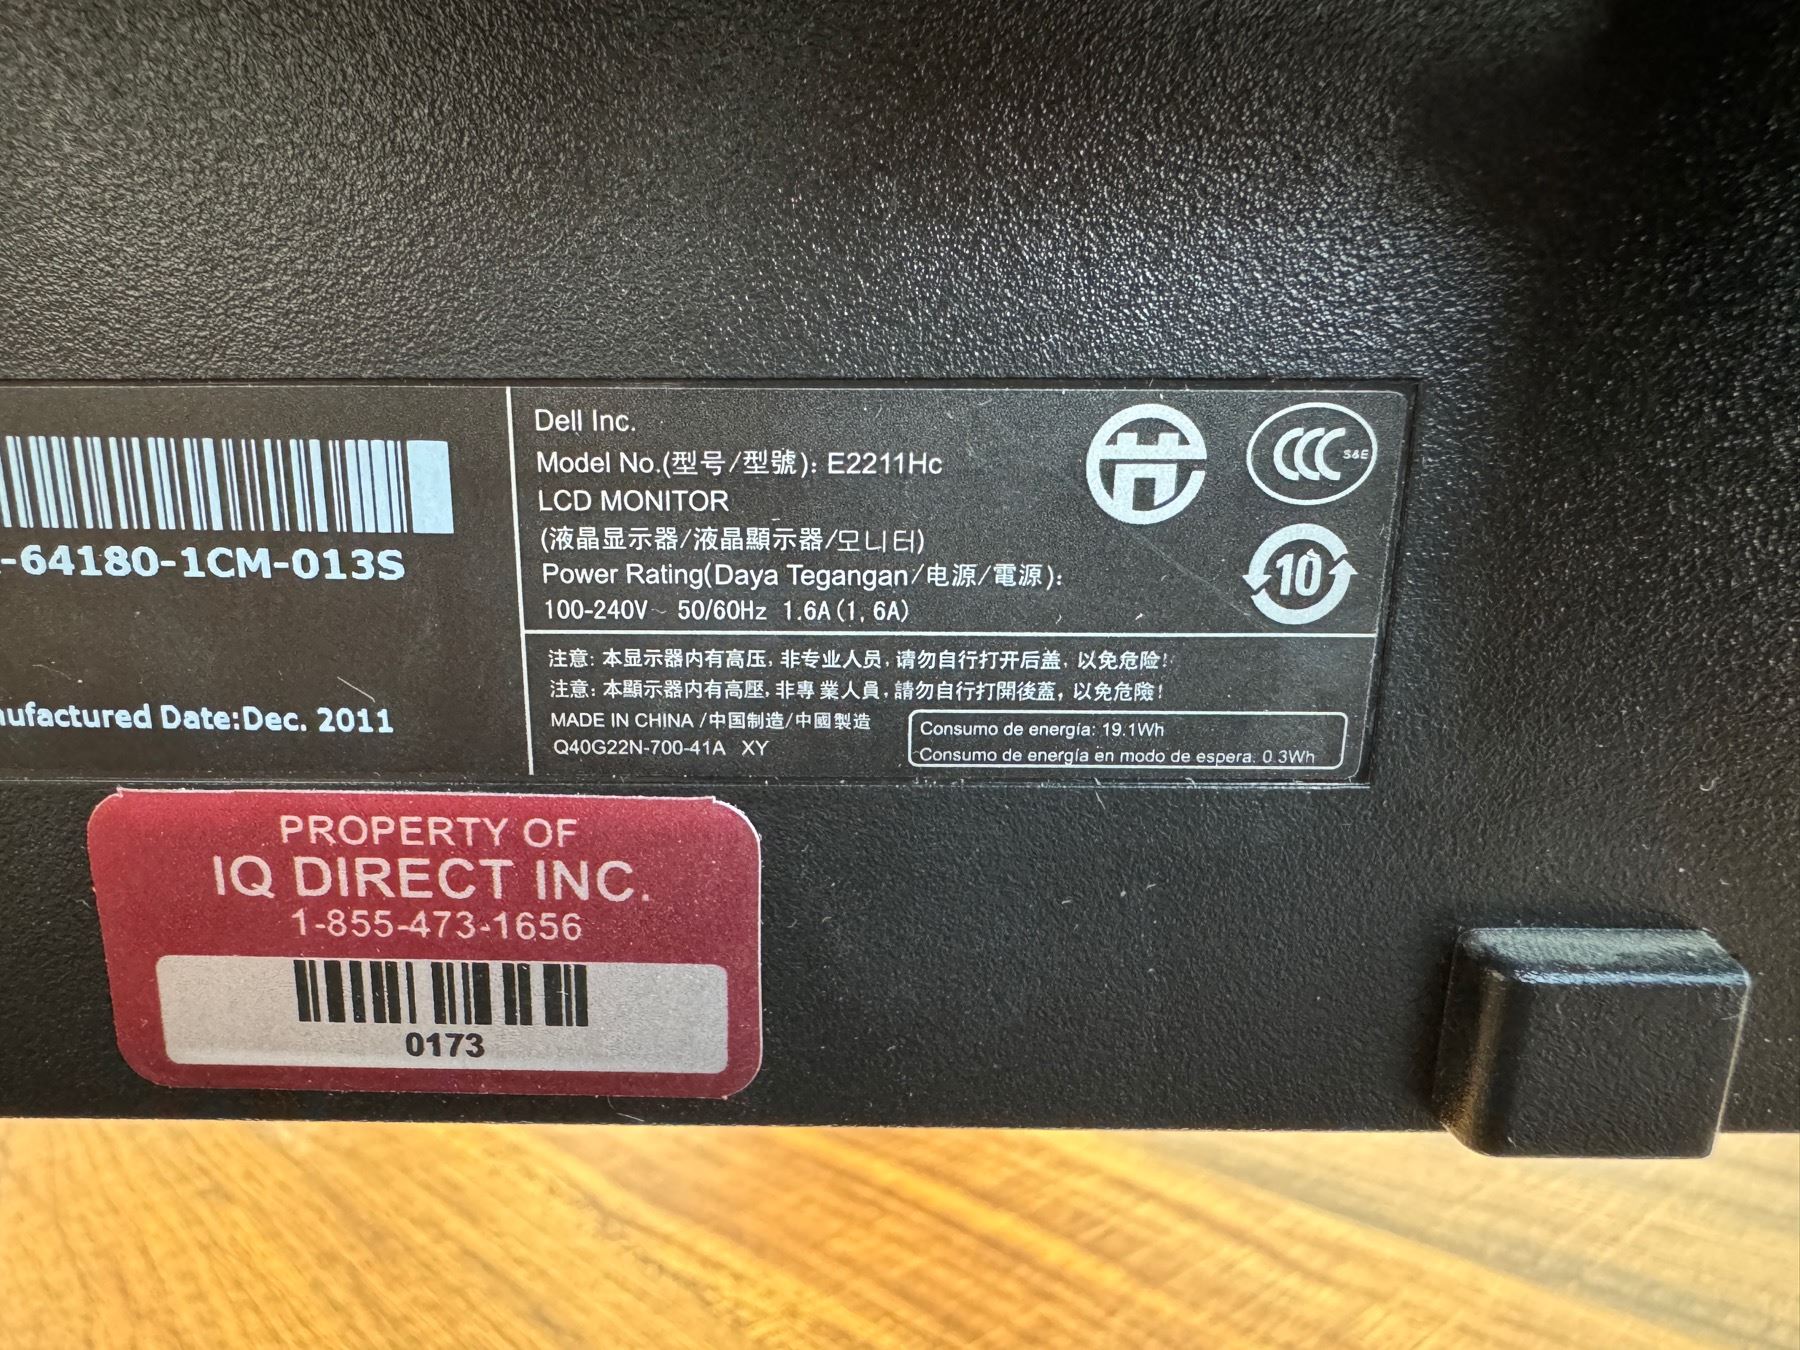 -64180-1CM-013S
ufactured Date:Dec. 2011
Dell Inc.
Model No.(型号/型號): E2211Hc
LCD MONITOR
(液晶显示器/液晶顯示器/모니터)
Power Rating(Daya Tegangan/电源/電源):
100-240V~ 50/60Hz 1.6A(1,6A)
CCC S&E
10
注意: 本显示器内有高压, 非专业人员, 请勿自行打开后盖, 以免危险!
注意: 本顯示器内有高壓, 非專業人員, 請勿自行打開後蓋, 以免危險!
MADE IN CHINA /中国制造/中國製造
Q40G22N-700-41A XY
Consumo de energía: 19.1Wh
Consumo de energía en modo de espera: 0.3Wh
PROPERTY OF
IQ DIRECT INC.
1-855-473-1656
0173